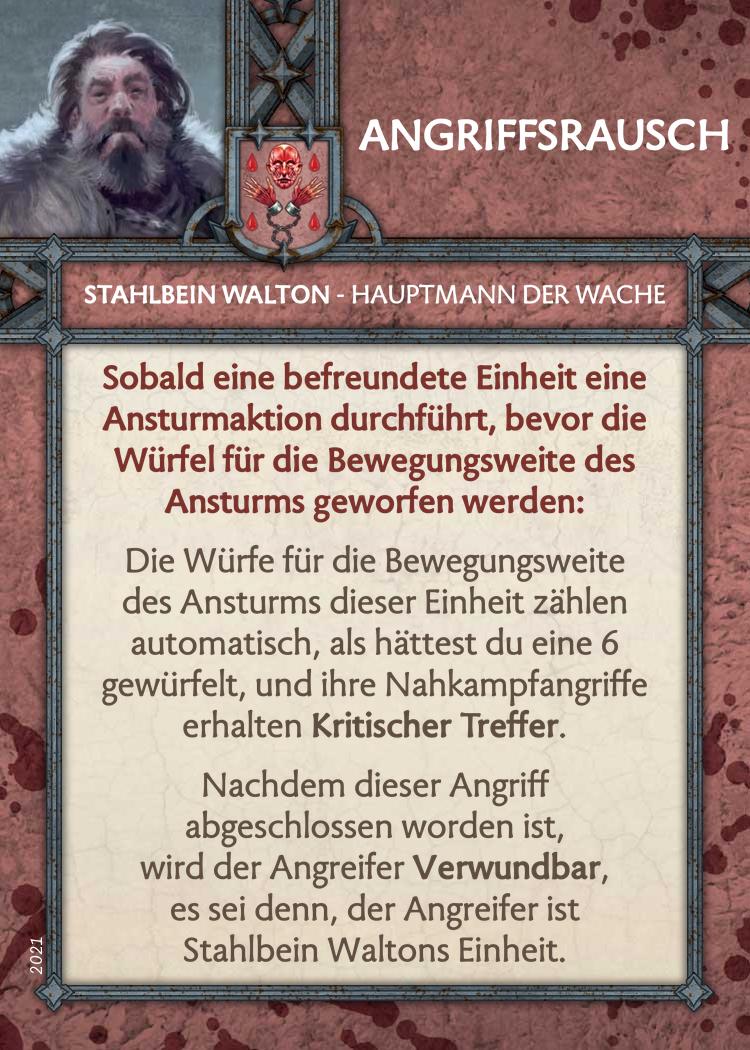 ANGRIFFSRAUSCH
STAHLBEIN WALTON - HAUPTMANN DER WACHE
Sobald eine befreundete Einheit eine
Ansturmaktion durchführt, bevor die
Würfel für die Bewegungsweite des
Ansturms geworfen werden:
Die Würfe für die Bewegungsweite
des Ansturms dieser Einheit zählen
automatisch, als hättest du eine 6
gewürfelt, und ihre Nahkampfangriffe
erhalten Kritischer Treffer.
Nachdem dieser Angriff
abgeschlossen worden ist,
wird der Angreifer Verwundbar,
es sei denn, der Angreifer ist
Stahlbein Waltons Einheit.
2021